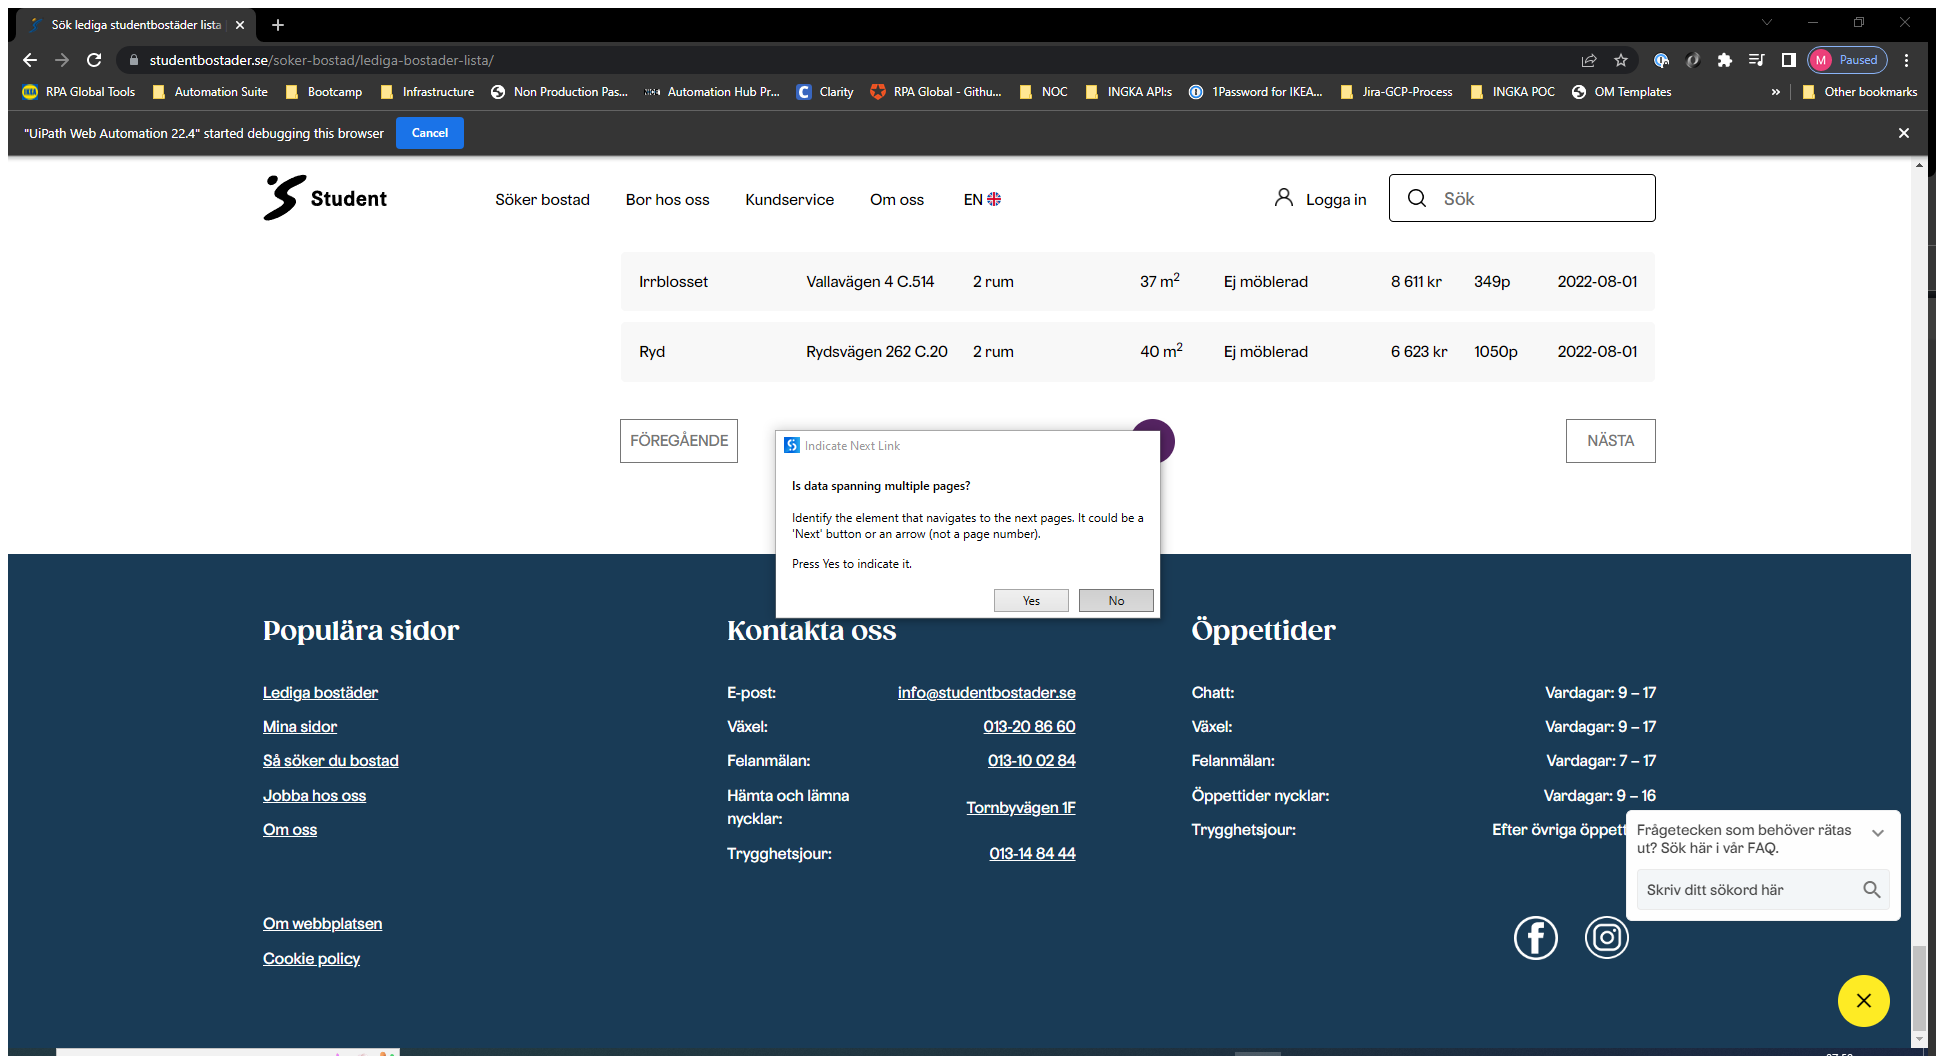 Sök lediga studentbostäder lista
studentbostader.se/soker-bostad/lediga-bostader-lista/
M Paused
RPA Global Tools Automation Suite Bootcamp Infrastructure Non Production Pas... Automation Hub Pr... Clarity RPA Global - Githu... NOC INGKA API:s 1Password for IKEA... Jira-GCP-Process INGKA POC OM Templates » Other bookmarks
"UiPath Web Automation 22.4" started debugging this browser Cancel
Student Söker bostad Bor hos oss Kundservice Om oss EN Logga in Sök
Irrblosset Vallavägen 4 C.514 2 rum 37 m² Ej möblerad 8 611 kr 349p 2022-08-01
Ryd Rydsvägen 262 C.20 2 rum 40 m² Ej möblerad 6 623 kr 1050p 2022-08-01
FÖREGÅENDE NÄSTA
Indicate Next Link
Is data spanning multiple pages?
Identify the element that navigates to the next pages. It could be a
'Next' button or an arrow (not a page number).
Press Yes to indicate it.
Yes No
Populära sidor
Lediga bostäder
Mina sidor
Så söker du bostad
Jobba hos oss
Om oss
Om webbplatsen
Cookie policy
Kontakta oss
E-post: info@studentbostader.se
Växel: 013-20 86 60
Felanmälan: 013-10 02 84
Hämta och lämna
nycklar: Tornbyvägen 1F
Trygghetsjour: 013-14 84 44
Öppettider
Chatt: Vardagar: 9 – 17
Växel: Vardagar: 9 – 17
Felanmälan: Vardagar: 7 – 17
Öppettider nycklar: Vardagar: 9 – 16
Trygghetsjour: Efter övriga öppett
Frågetecken som behöver rätas
ut? Sök här i vår FAQ.
Skriv ditt sökord här